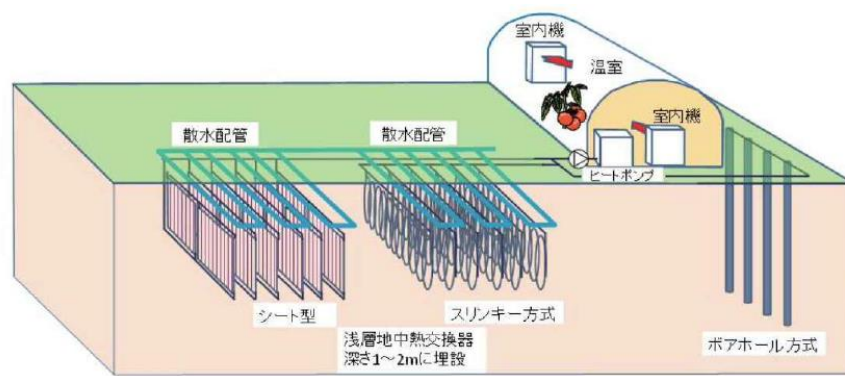 室内機
温室
室内機
散水配管
散水配管
ヒートポンプ
シート型
スリンキー方式
浅層地中熱交換器
深さ1～2mに埋設
ボアホール方式